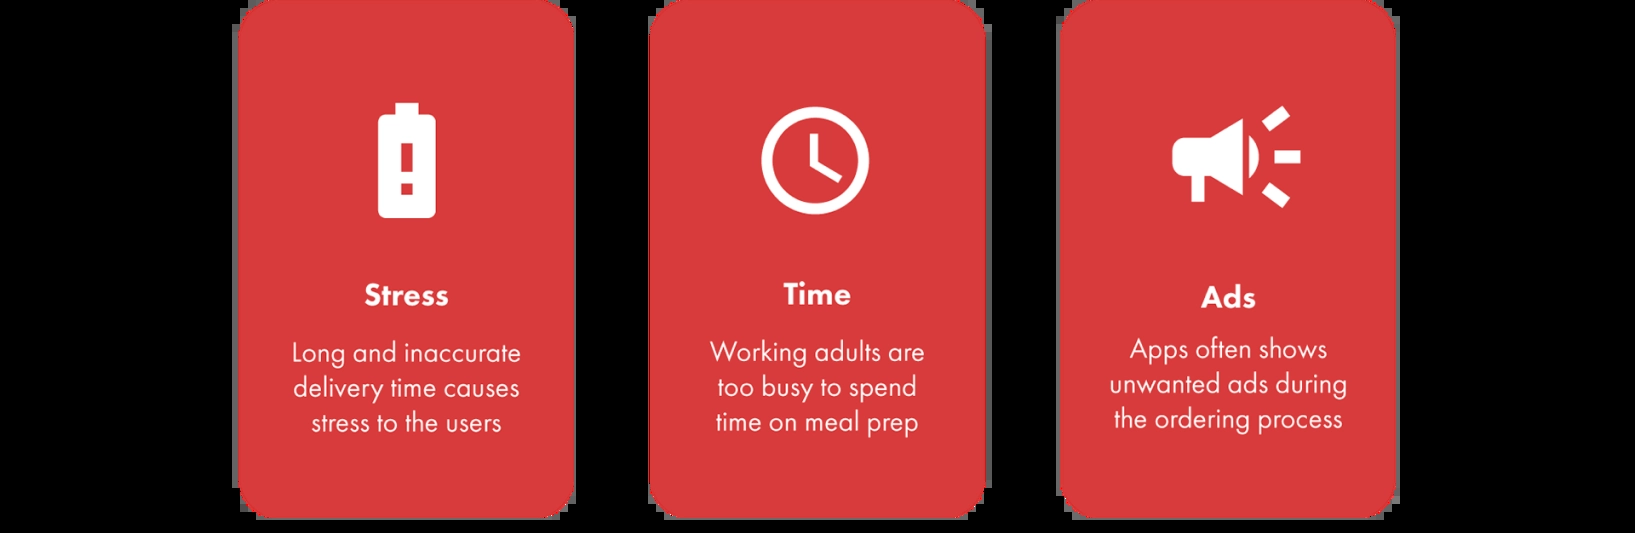 Stress
Long and inaccurate
delivery time causes
stress to the users
Time
Working adults are
too busy to spend
time on meal prep
Ads
Apps often shows
unwanted ads during
the ordering process